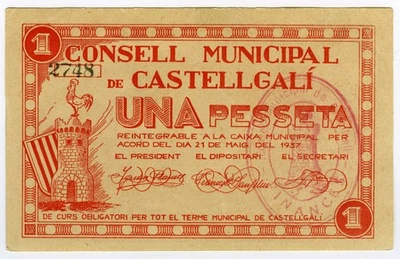 1
CONSELL MUNICIPAL
2748
DE CASTELLGALÍ
UNA PESSETA
REINTEGRABLE A LA CAIXA MUNICIPAL PER
ACORD DEL DIA 21 DE MAIG DEL 1937
EL PRESIDENT EL DIPOSITARI EL SECRETARI
DE CURS OBLIGATORI PER TOT EL TERME MUNICIPAL DE CASTELLGALÍ
1